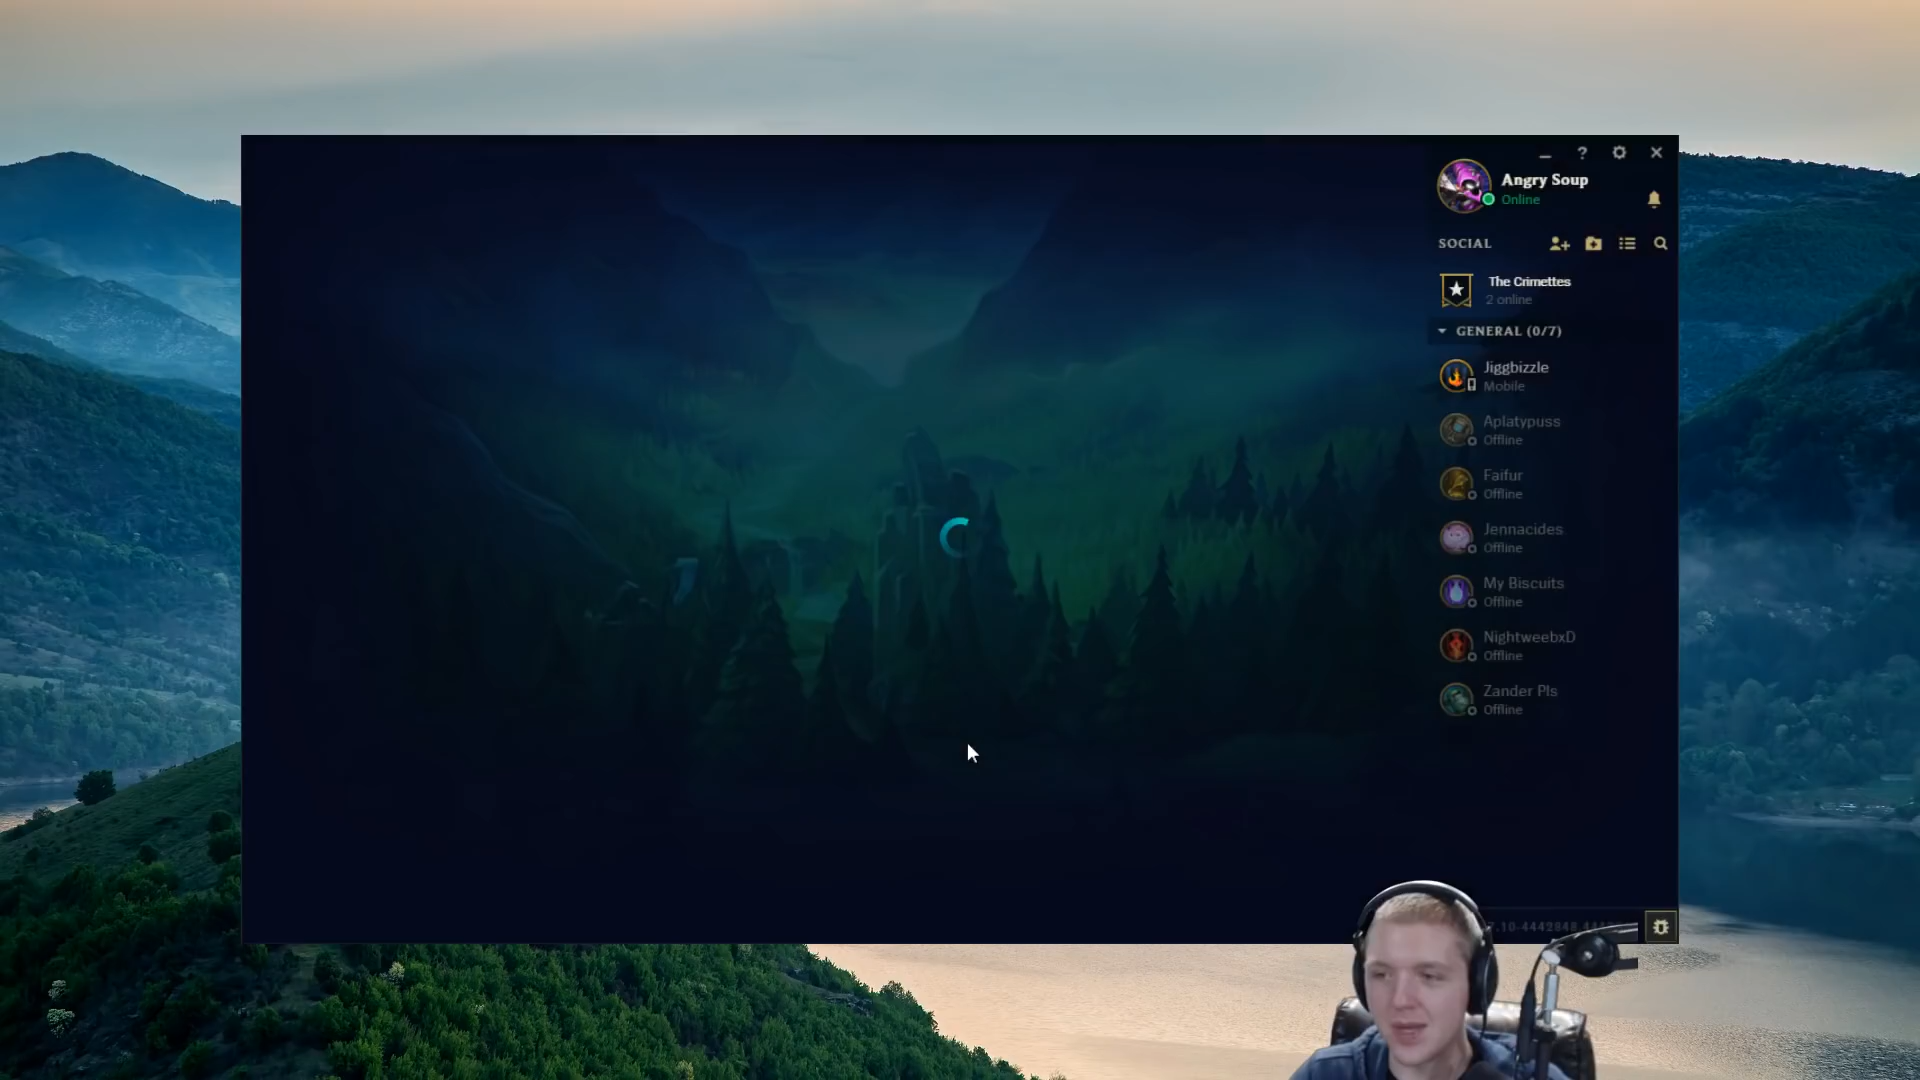 ?
Angry Soup
Online
SOCIAL
The Crimettes
2 online
GENERAL (0/7)
Jiggbizzle
Mobile
Aplatypuss
Offline
Faifur
Offline
Jennacides
Offline
My Biscuits
Offline
NightweebxD
Offline
Zander Pls
Offline